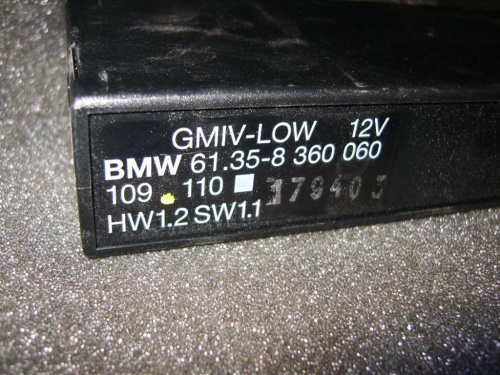 GMIV-LOW 12V
BMW 61.35-8 360 060
109 110 179403
HW1.2 SW1.1